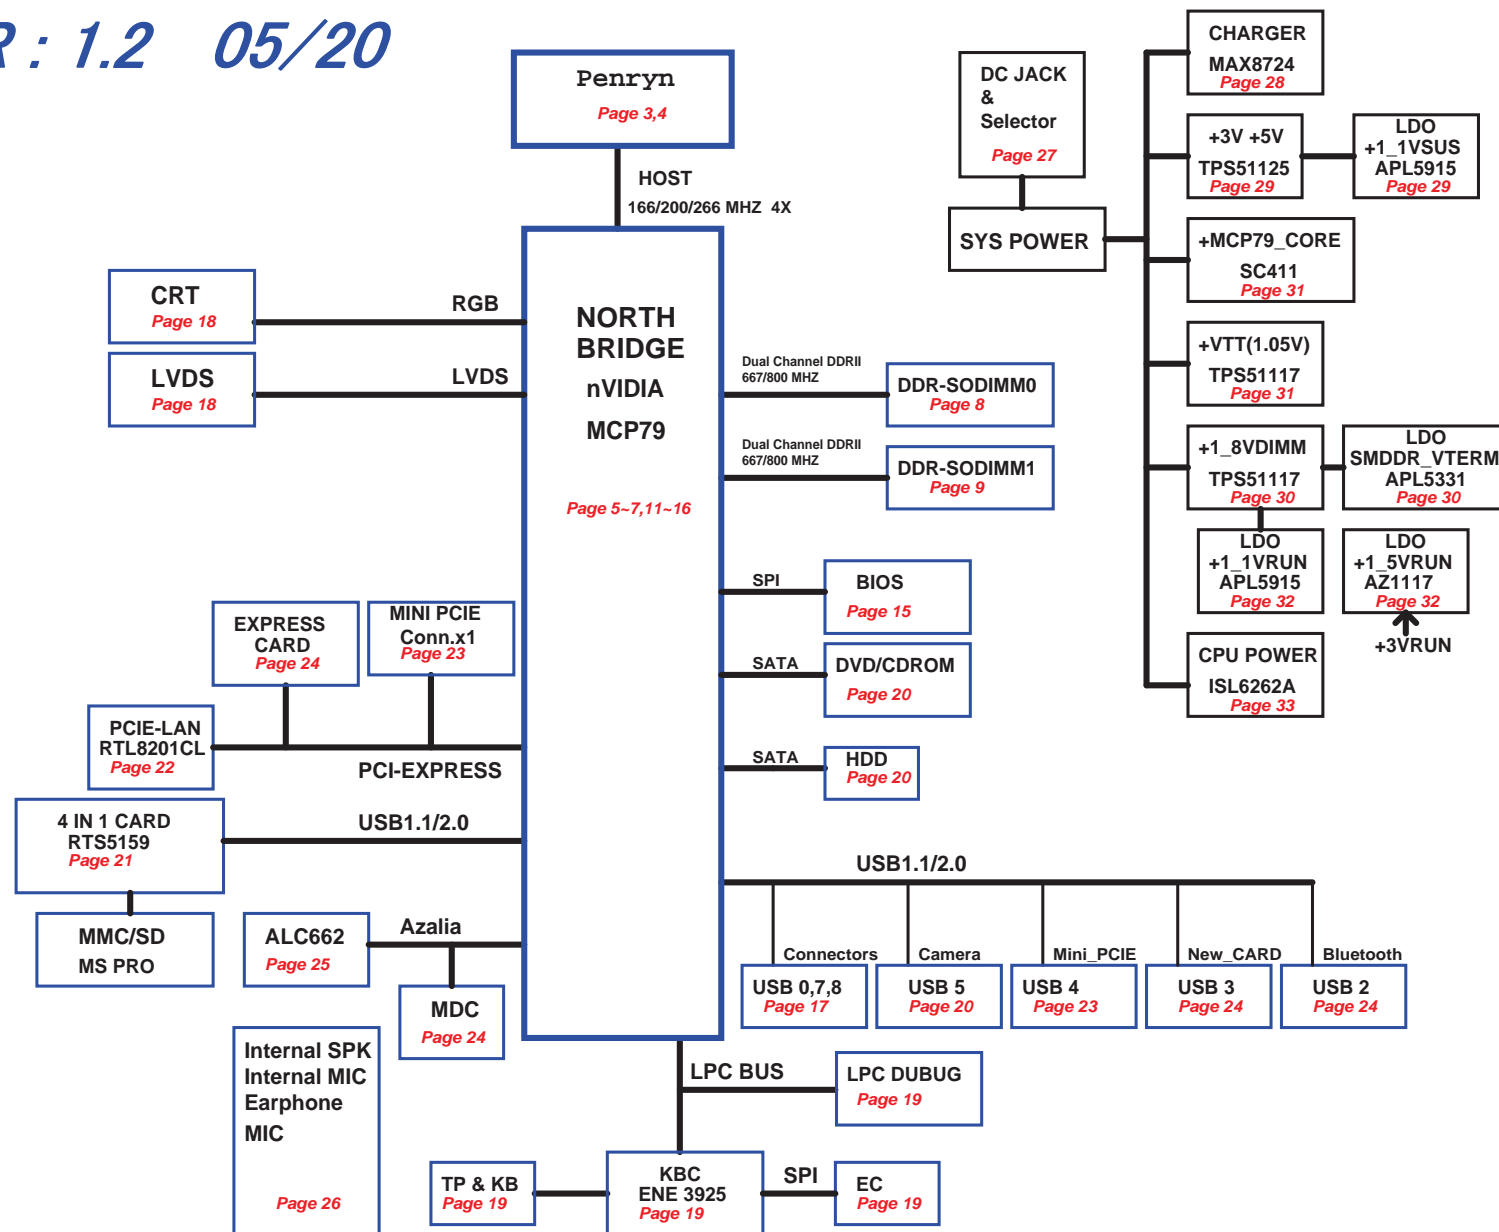 R : 1.2 05/20
Penryn
Page 3,4
HOST
166/200/266 MHZ 4X
NORTH
BRIDGE
nVIDIA
MCP79
Page 5~7,11~16
CRT
Page 18
RGB
LVDS
Page 18
LVDS
Dual Channel DDRII
667/800 MHZ
DDR-SODIMM0
Page 8
Dual Channel DDRII
667/800 MHZ
DDR-SODIMM1
Page 9
SPI
BIOS
Page 15
SATA
DVD/CDROM
Page 20
SATA
HDD
Page 20
EXPRESS
CARD
Page 24
MINI PCIE
Conn.x1
Page 23
PCIE-LAN
RTL8201CL
Page 22
PCI-EXPRESS
4 IN 1 CARD
RTS5159
Page 21
USB1.1/2.0
MMC/SD
MS PRO
ALC662
Page 25
Azalia
MDC
Page 24
Internal SPK
Internal MIC
Earphone
MIC
Page 26
USB1.1/2.0
Connectors
USB 0,7,8
Page 17
Camera
USB 5
Page 20
Mini_PCIE
USB 4
Page 23
New_CARD
USB 3
Page 24
Bluetooth
USB 2
Page 24
LPC BUS
LPC DUBUG
Page 19
TP & KB
Page 19
KBC
ENE 3925
Page 19
SPI
EC
Page 19
DC JACK
&
Selector
Page 27
SYS POWER
CHARGER
MAX8724
Page 28
+3V +5V
TPS51125
Page 29
LDO
+1_1VSUS
APL5915
Page 29
+MCP79_CORE
SC411
Page 31
+VTT(1.05V)
TPS51117
Page 31
+1_8VDIMM
TPS51117
Page 30
LDO
SMDDR_VTERM
APL5331
Page 30
LDO
+1_1VRUN
APL5915
Page 32
LDO
+1_5VRUN
AZ1117
Page 32
+3VRUN
CPU POWER
ISL6262A
Page 33